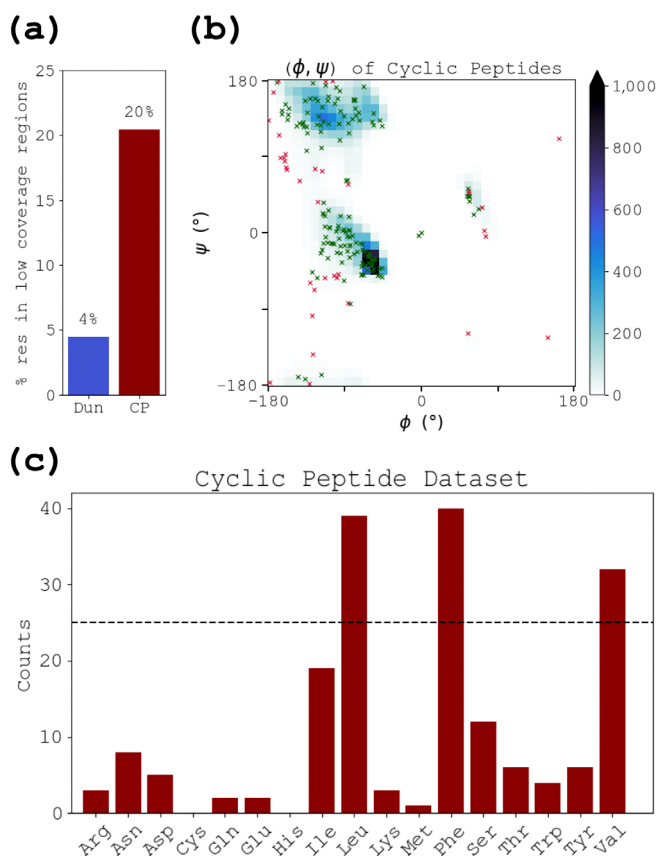 (a)
25
20
15
10
5
0
% res in low coverage regions
4%
20%
Dun CP
(b)
(ϕ, ψ) of Cyclic Peptides
180
0
-180
ψ (°)
-180 0 180
ϕ (°)
1,000
800
600
400
200
0
(c)
Cyclic Peptide Dataset
40
30
20
10
0
Counts
Arg Asn Asp Cys Gln Glu His Ile Leu Lys Met Phe Ser Thr Trp Tyr Val